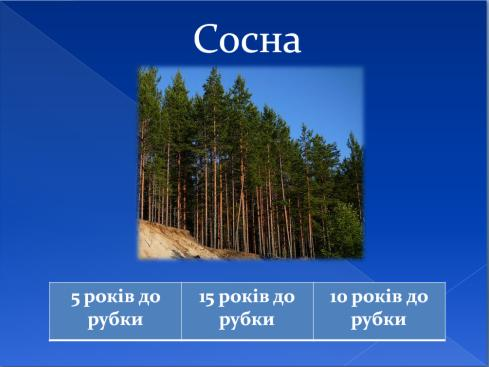 Сосна
5 років до
рубки
15 років до
рубки
10 років до
рубки